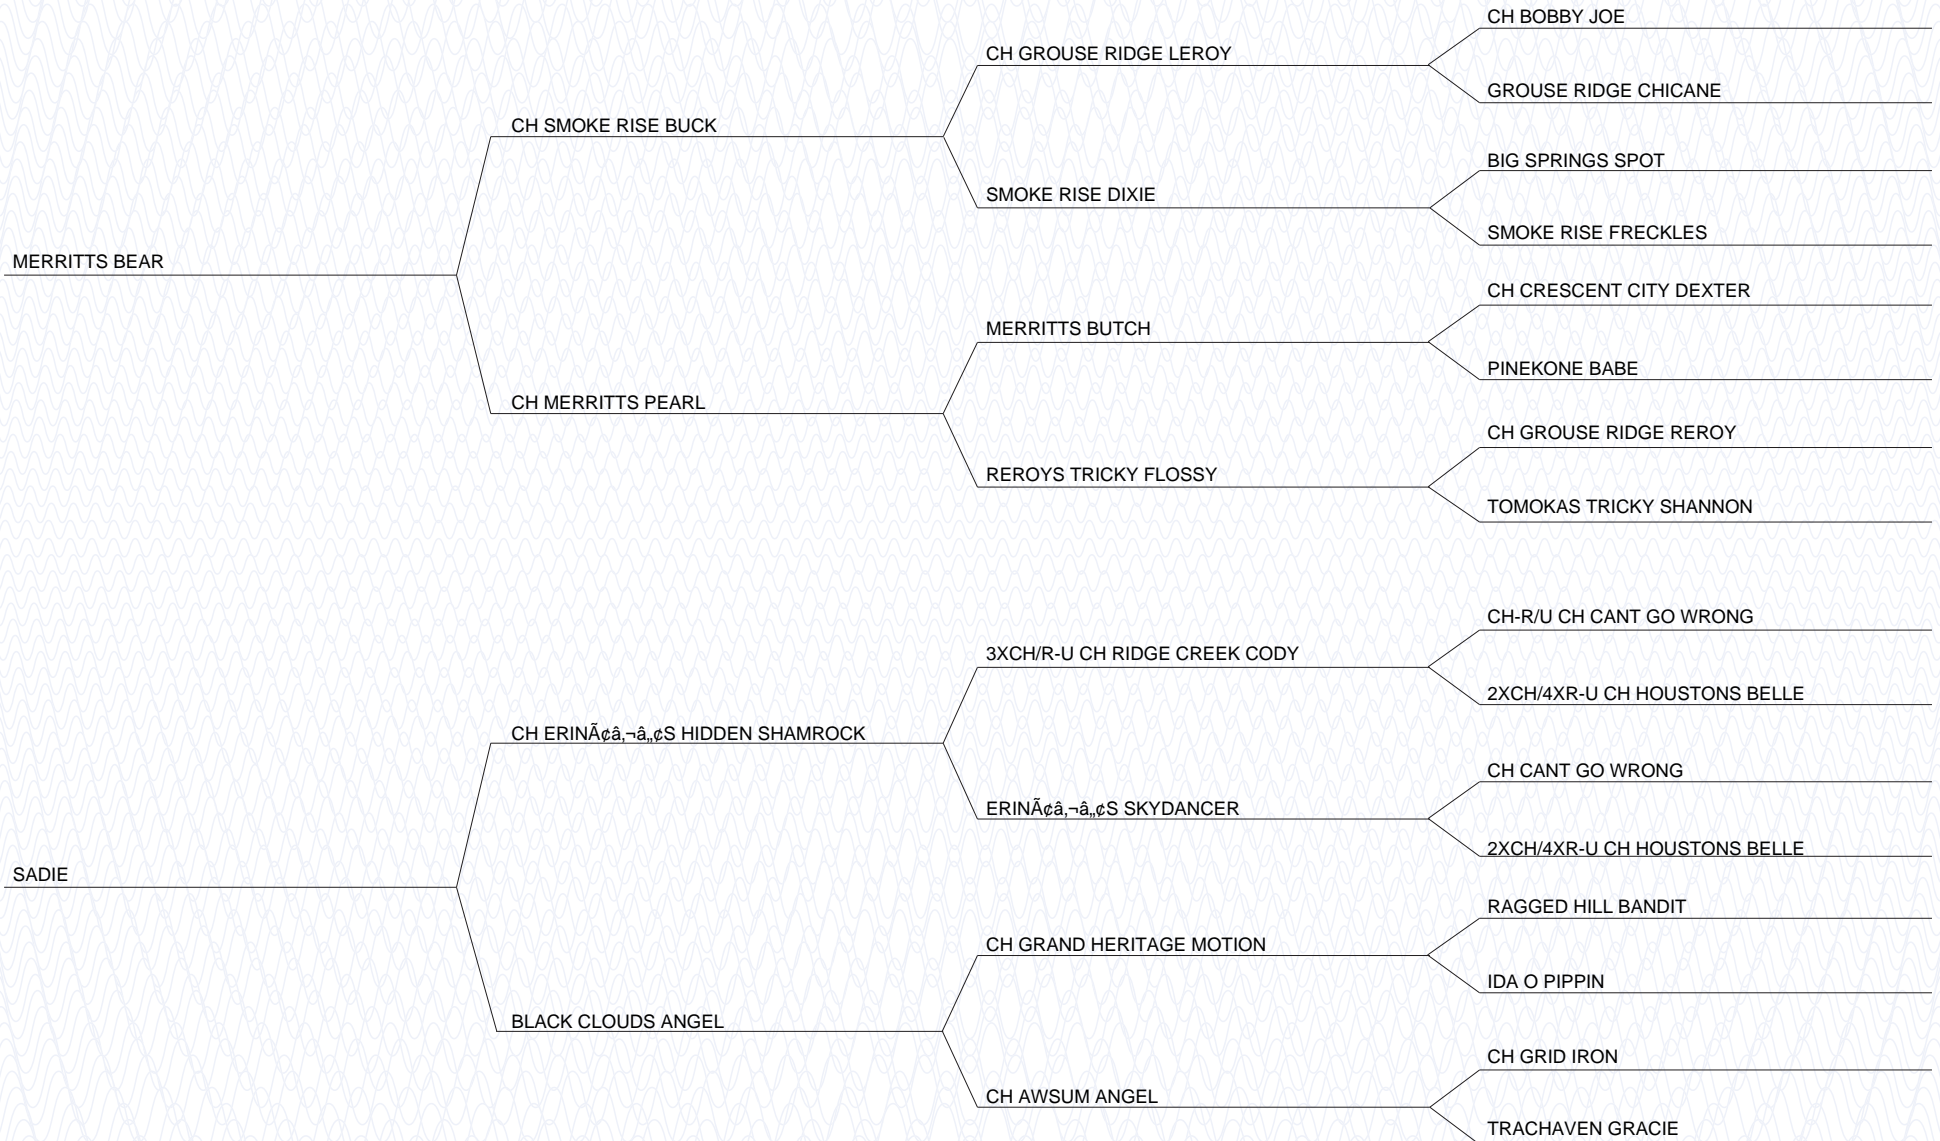 CH BOBBY JOE
CH GROUSE RIDGE LEROY
GROUSE RIDGE CHICANE
CH SMOKE RISE BUCK
BIG SPRINGS SPOT
SMOKE RISE DIXIE
SMOKE RISE FRECKLES
MERRITTS BEAR
CH CRESCENT CITY DEXTER
MERRITTS BUTCH
PINEKONE BABE
CH MERRITTS PEARL
CH GROUSE RIDGE REROY
REROYS TRICKY FLOSSY
TOMOKAS TRICKY SHANNON
CH-R/U CH CANT GO WRONG
3XCH/R-U CH RIDGE CREEK CODY
2XCH/4XR-U CH HOUSTONS BELLE
CH ERINÃ¢â‚¬â„¢S HIDDEN SHAMROCK
CH CANT GO WRONG
ERINÃ¢â‚¬â„¢S SKYDANCER
2XCH/4XR-U CH HOUSTONS BELLE
SADIE
RAGGED HILL BANDIT
CH GRAND HERITAGE MOTION
IDA O PIPPIN
BLACK CLOUDS ANGEL
CH GRID IRON
CH AWSUM ANGEL
TRACHAVEN GRACIE